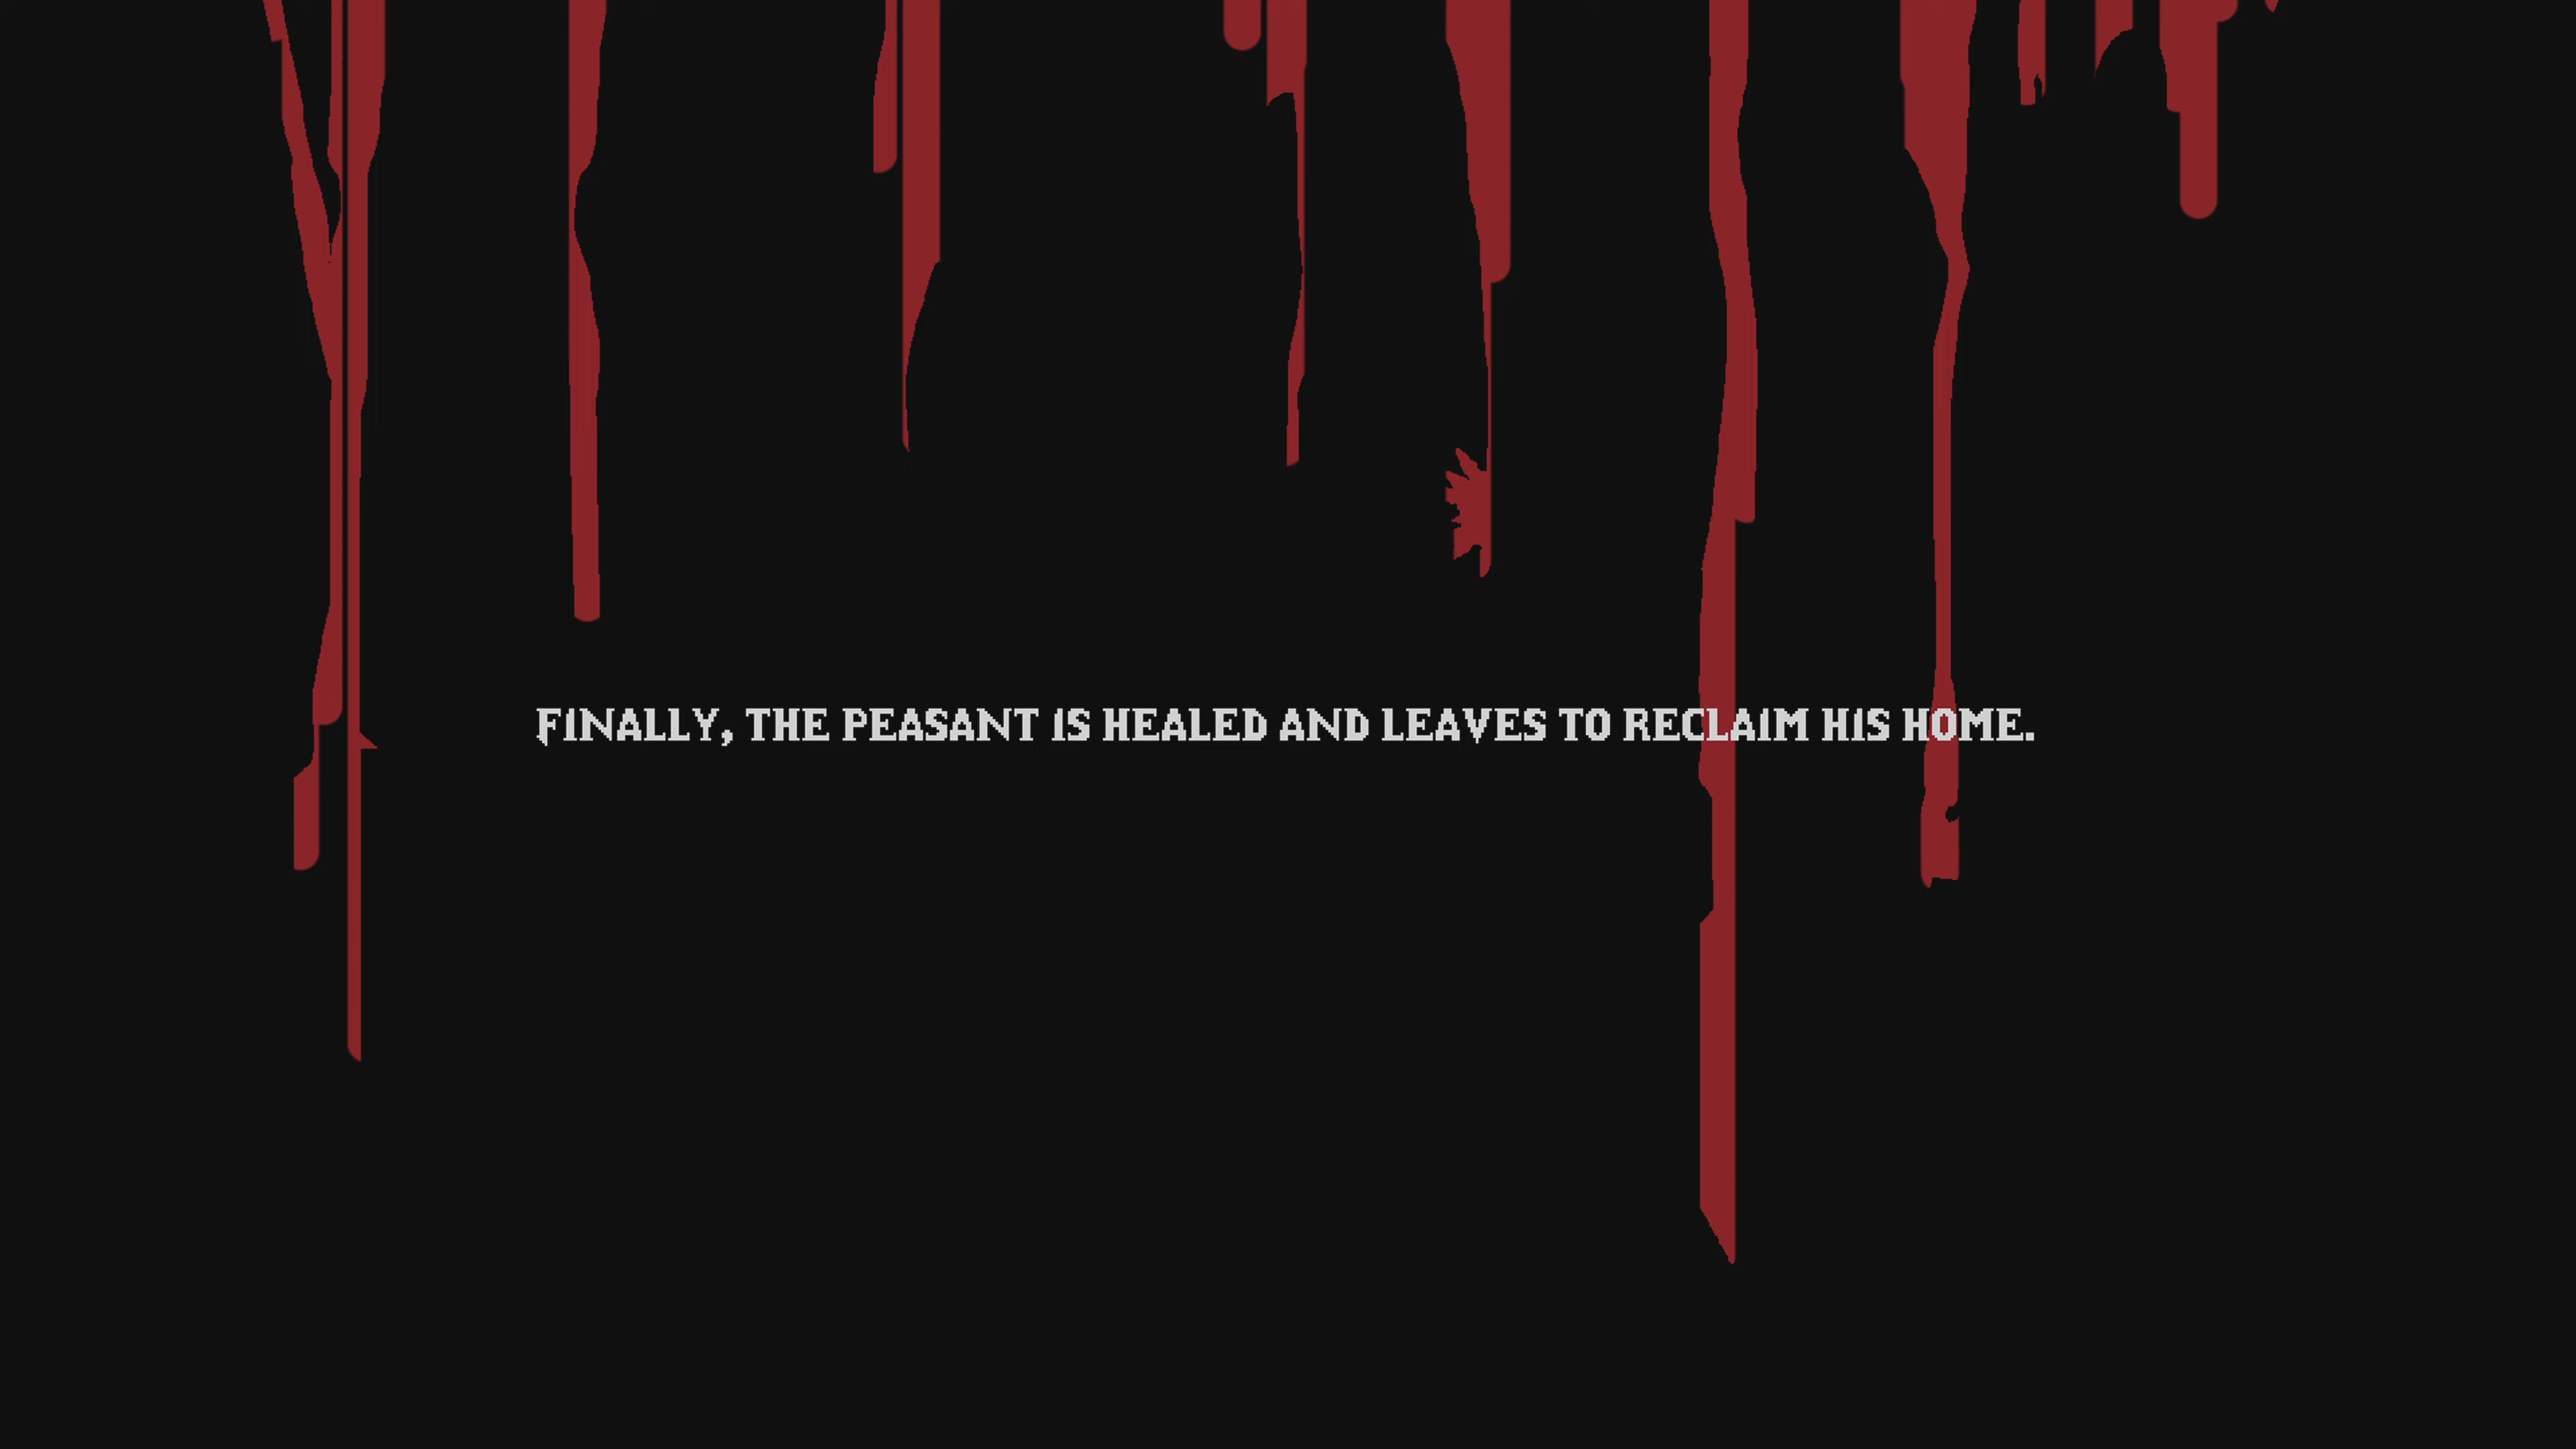 FINALLY, THE PEASANT IS HEALED AND LEAVES TO RECLAIM HIS HOME.